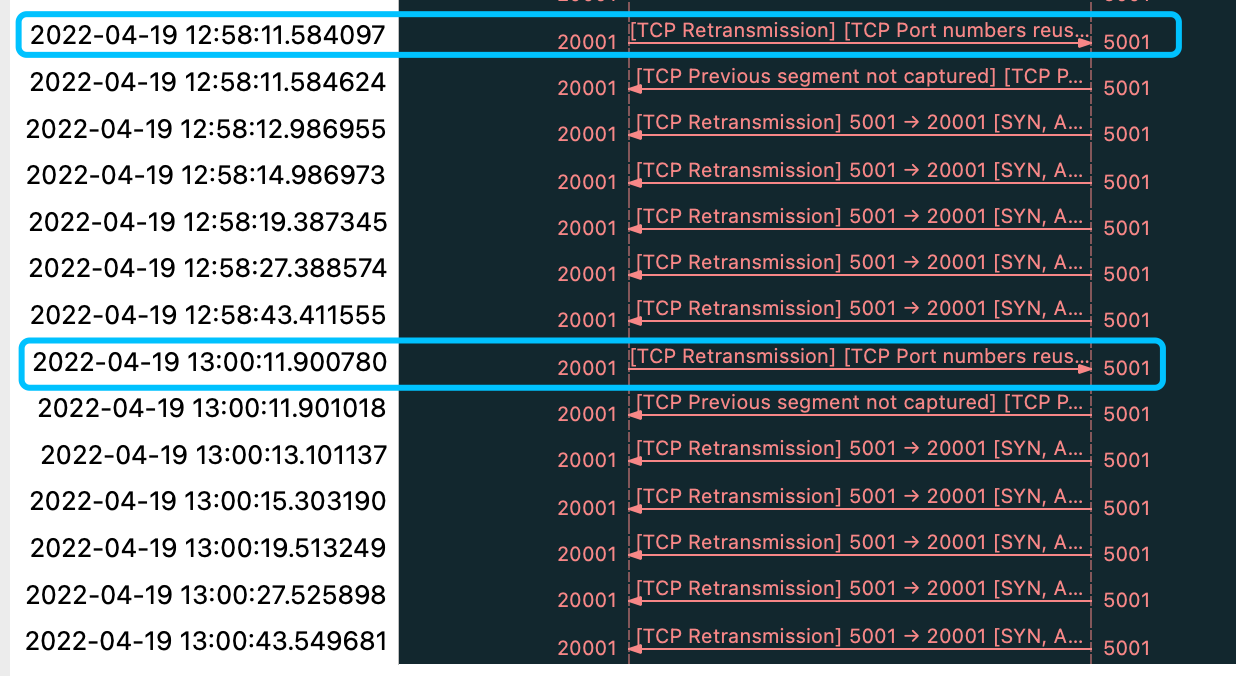 2022-04-19 12:58:11.584097 20001 [TCP Retransmission] [TCP Port numbers reus... 5001
2022-04-19 12:58:11.584624 20001 [TCP Previous segment not captured] [TCP P... 5001
2022-04-19 12:58:12.986955 20001 [TCP Retransmission] 5001 → 20001 [SYN, A... 5001
2022-04-19 12:58:14.986973 20001 [TCP Retransmission] 5001 → 20001 [SYN, A... 5001
2022-04-19 12:58:19.387345 20001 [TCP Retransmission] 5001 → 20001 [SYN, A... 5001
2022-04-19 12:58:27.388574 20001 [TCP Retransmission] 5001 → 20001 [SYN, A... 5001
2022-04-19 12:58:43.411555 20001 [TCP Retransmission] 5001 → 20001 [SYN, A... 5001
2022-04-19 13:00:11.900780 20001 [TCP Retransmission] [TCP Port numbers reus... 5001
2022-04-19 13:00:11.901018 20001 [TCP Previous segment not captured] [TCP P... 5001
2022-04-19 13:00:13.101137 20001 [TCP Retransmission] 5001 → 20001 [SYN, A... 5001
2022-04-19 13:00:15.303190 20001 [TCP Retransmission] 5001 → 20001 [SYN, A... 5001
2022-04-19 13:00:19.513249 20001 [TCP Retransmission] 5001 → 20001 [SYN, A... 5001
2022-04-19 13:00:27.525898 20001 [TCP Retransmission] 5001 → 20001 [SYN, A... 5001
2022-04-19 13:00:43.549681 20001 [TCP Retransmission] 5001 → 20001 [SYN, A... 5001